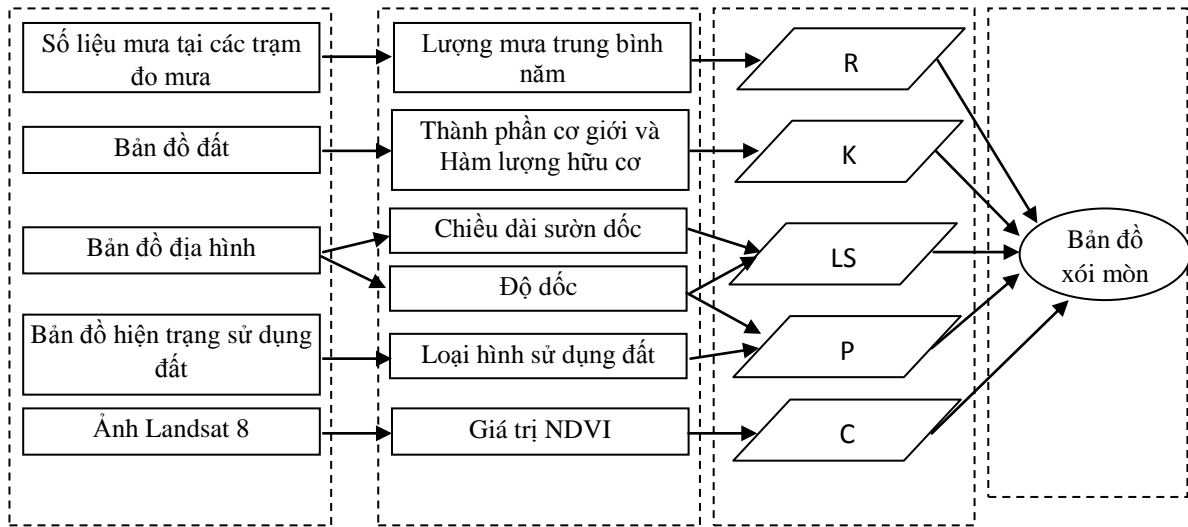 Số liệu mưa tại các trạm
đo mưa
Lượng mưa trung bình
năm
R
Bản đồ đất
Thành phần cơ giới và
Hàm lượng hữu cơ
K
Bản đồ địa hình
Chiều dài sườn dốc
Độ dốc
LS
Bản đồ hiện trạng sử dụng
đất
Loại hình sử dụng đất
P
Ảnh Landsat 8
Giá trị NDVI
C
Bản đồ
xói mòn